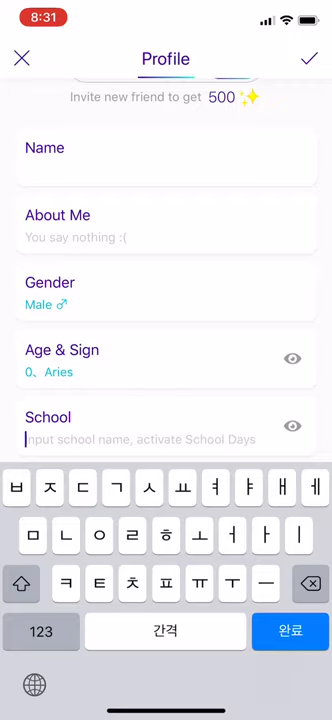 8:31
Profile
Invite new friend to get 500✨
Name
About Me
You say nothing :(
Gender
Male ♂
Age & Sign
0、Aries
School
Input school name, activate School Days
ㅂ ㅈ ㄷ ㄱ ㅅ ㅛ ㅕ ㅑ ㅐ ㅔ
ㅁ ㄴ ㅇ ㄹ ㅎ ㅗ ㅓ ㅏ ㅣ
ㅋ ㅌ ㅊ ㅍ ㅠ ㅜ ㅡ
123 간격 완료